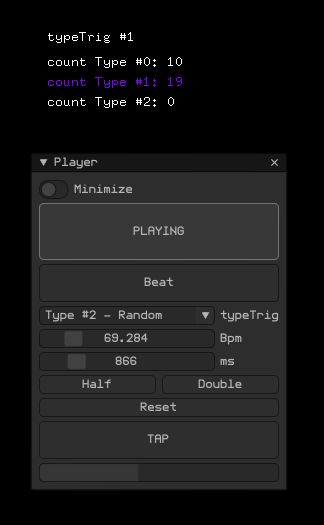 typeTrig #1
count Type #0: 10
count Type #1: 19
count Type #2: 0
Player
Minimize
PLAYING
Beat
Type #2 - Random typeTrig
69.284 Bpm
866 ms
Half Double
Reset
TAP